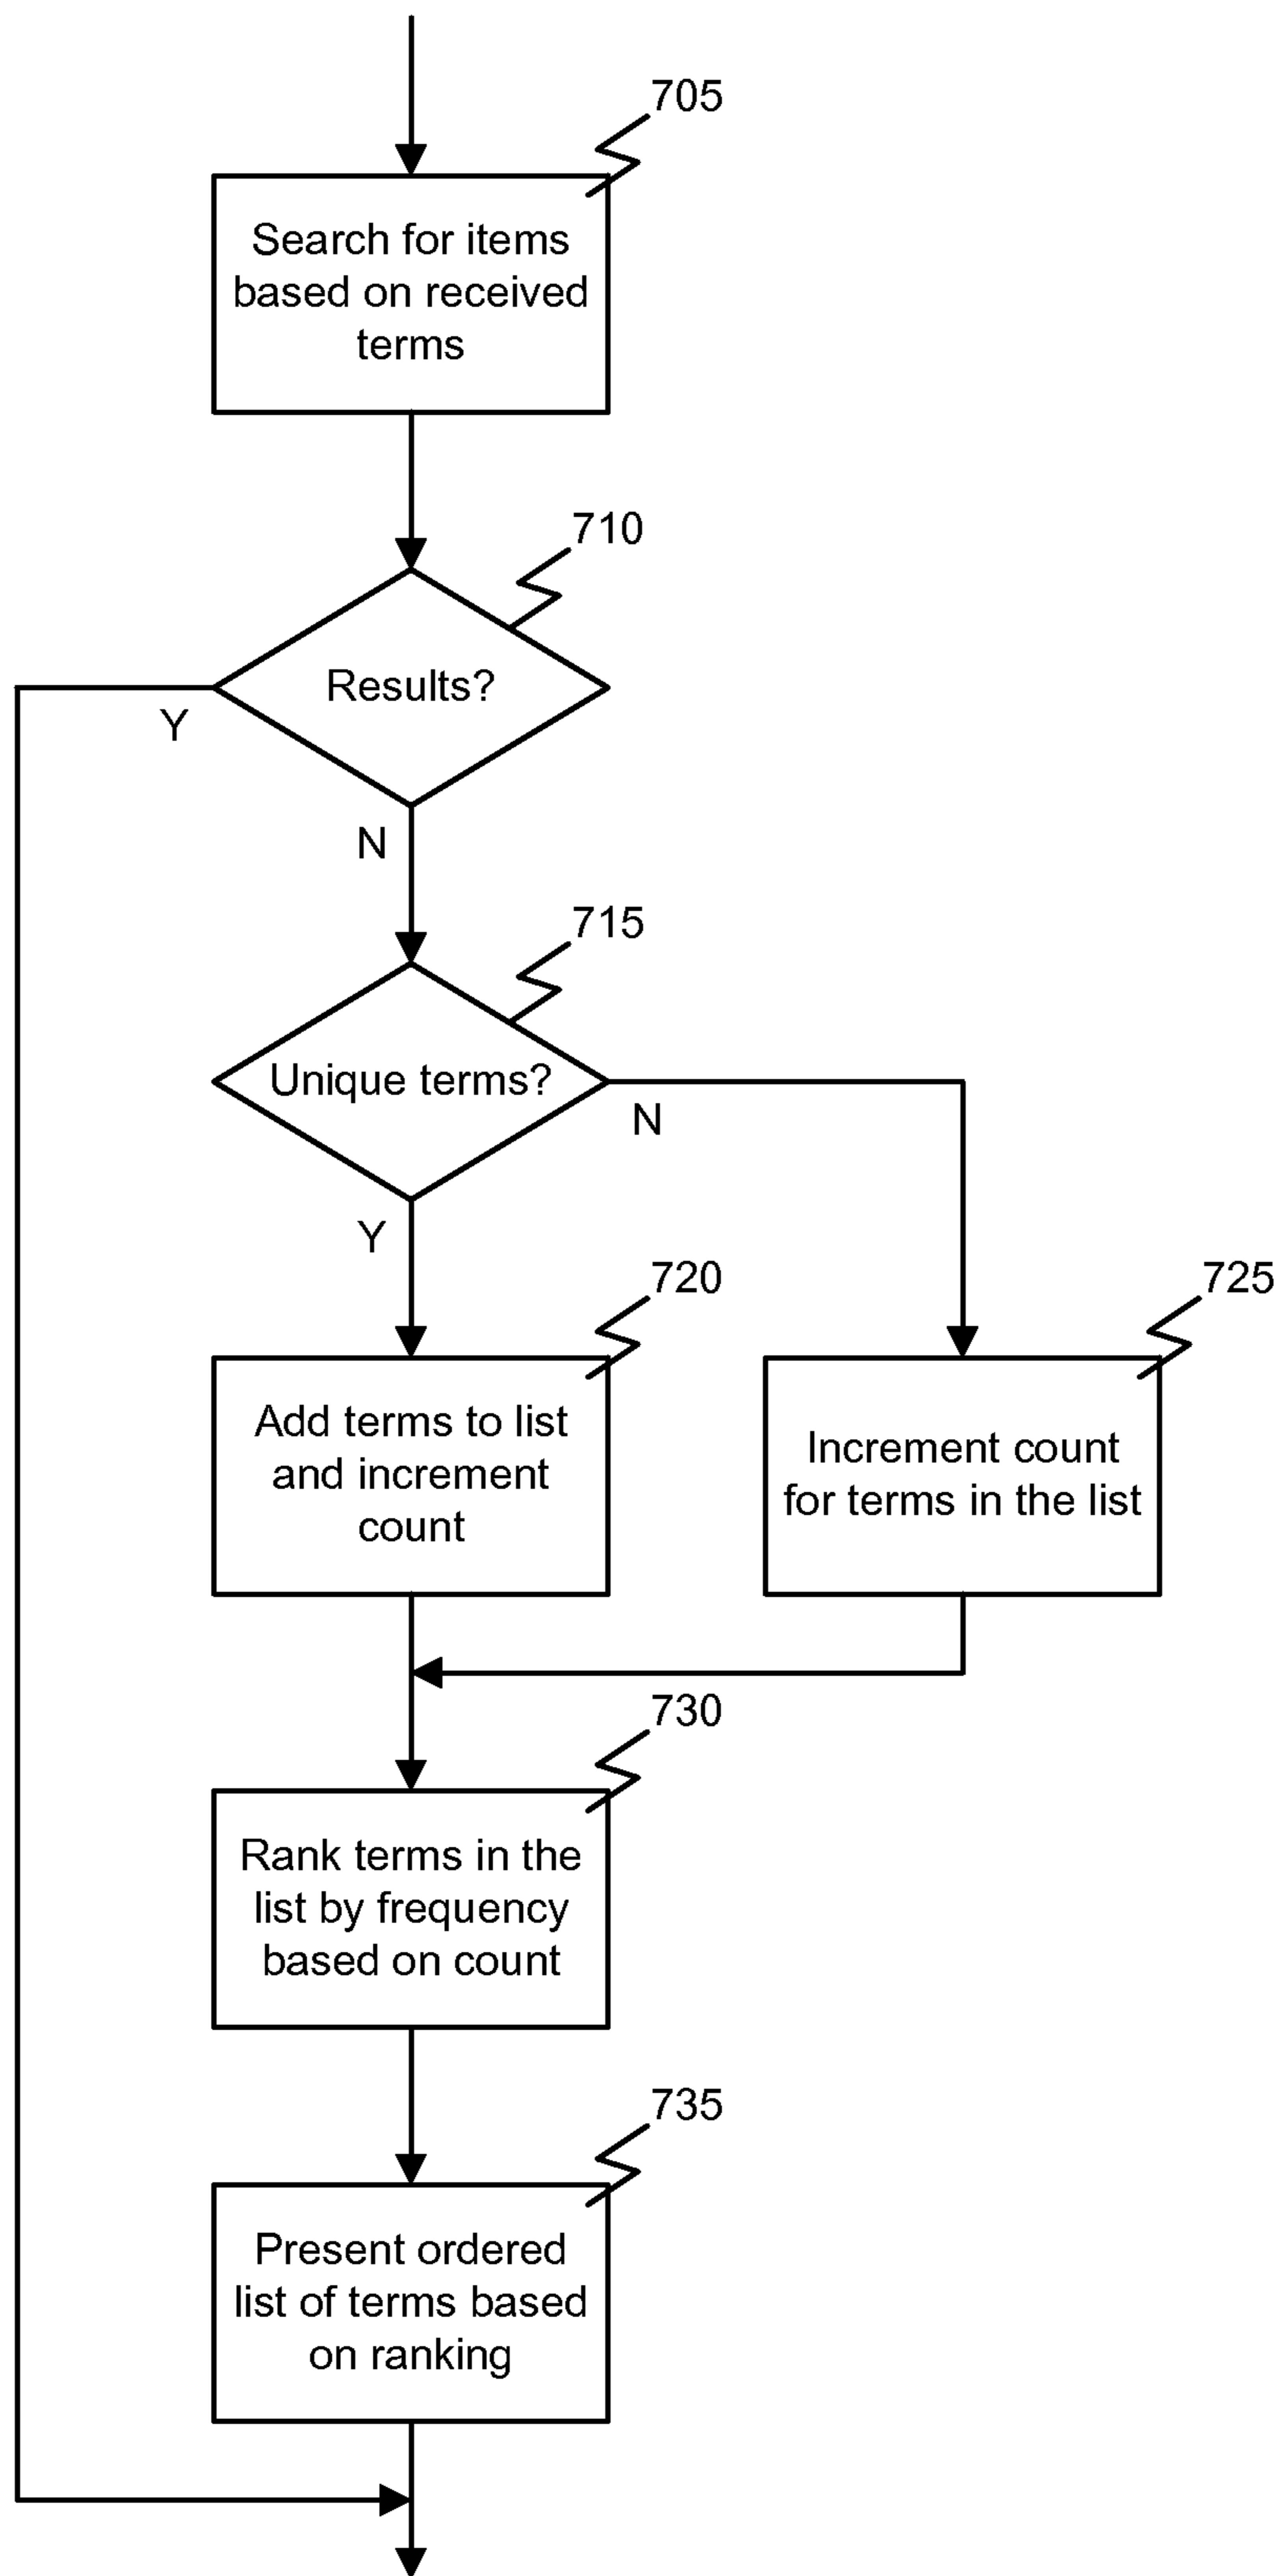 705
Search for items
based on received
terms
710
Results?
Y
N
715
Unique terms?
N
Y
720
725
Add terms to list
and increment
count
Increment count
for terms in the list
730
Rank terms in the
list by frequency
based on count
735
Present ordered
list of terms based
on ranking